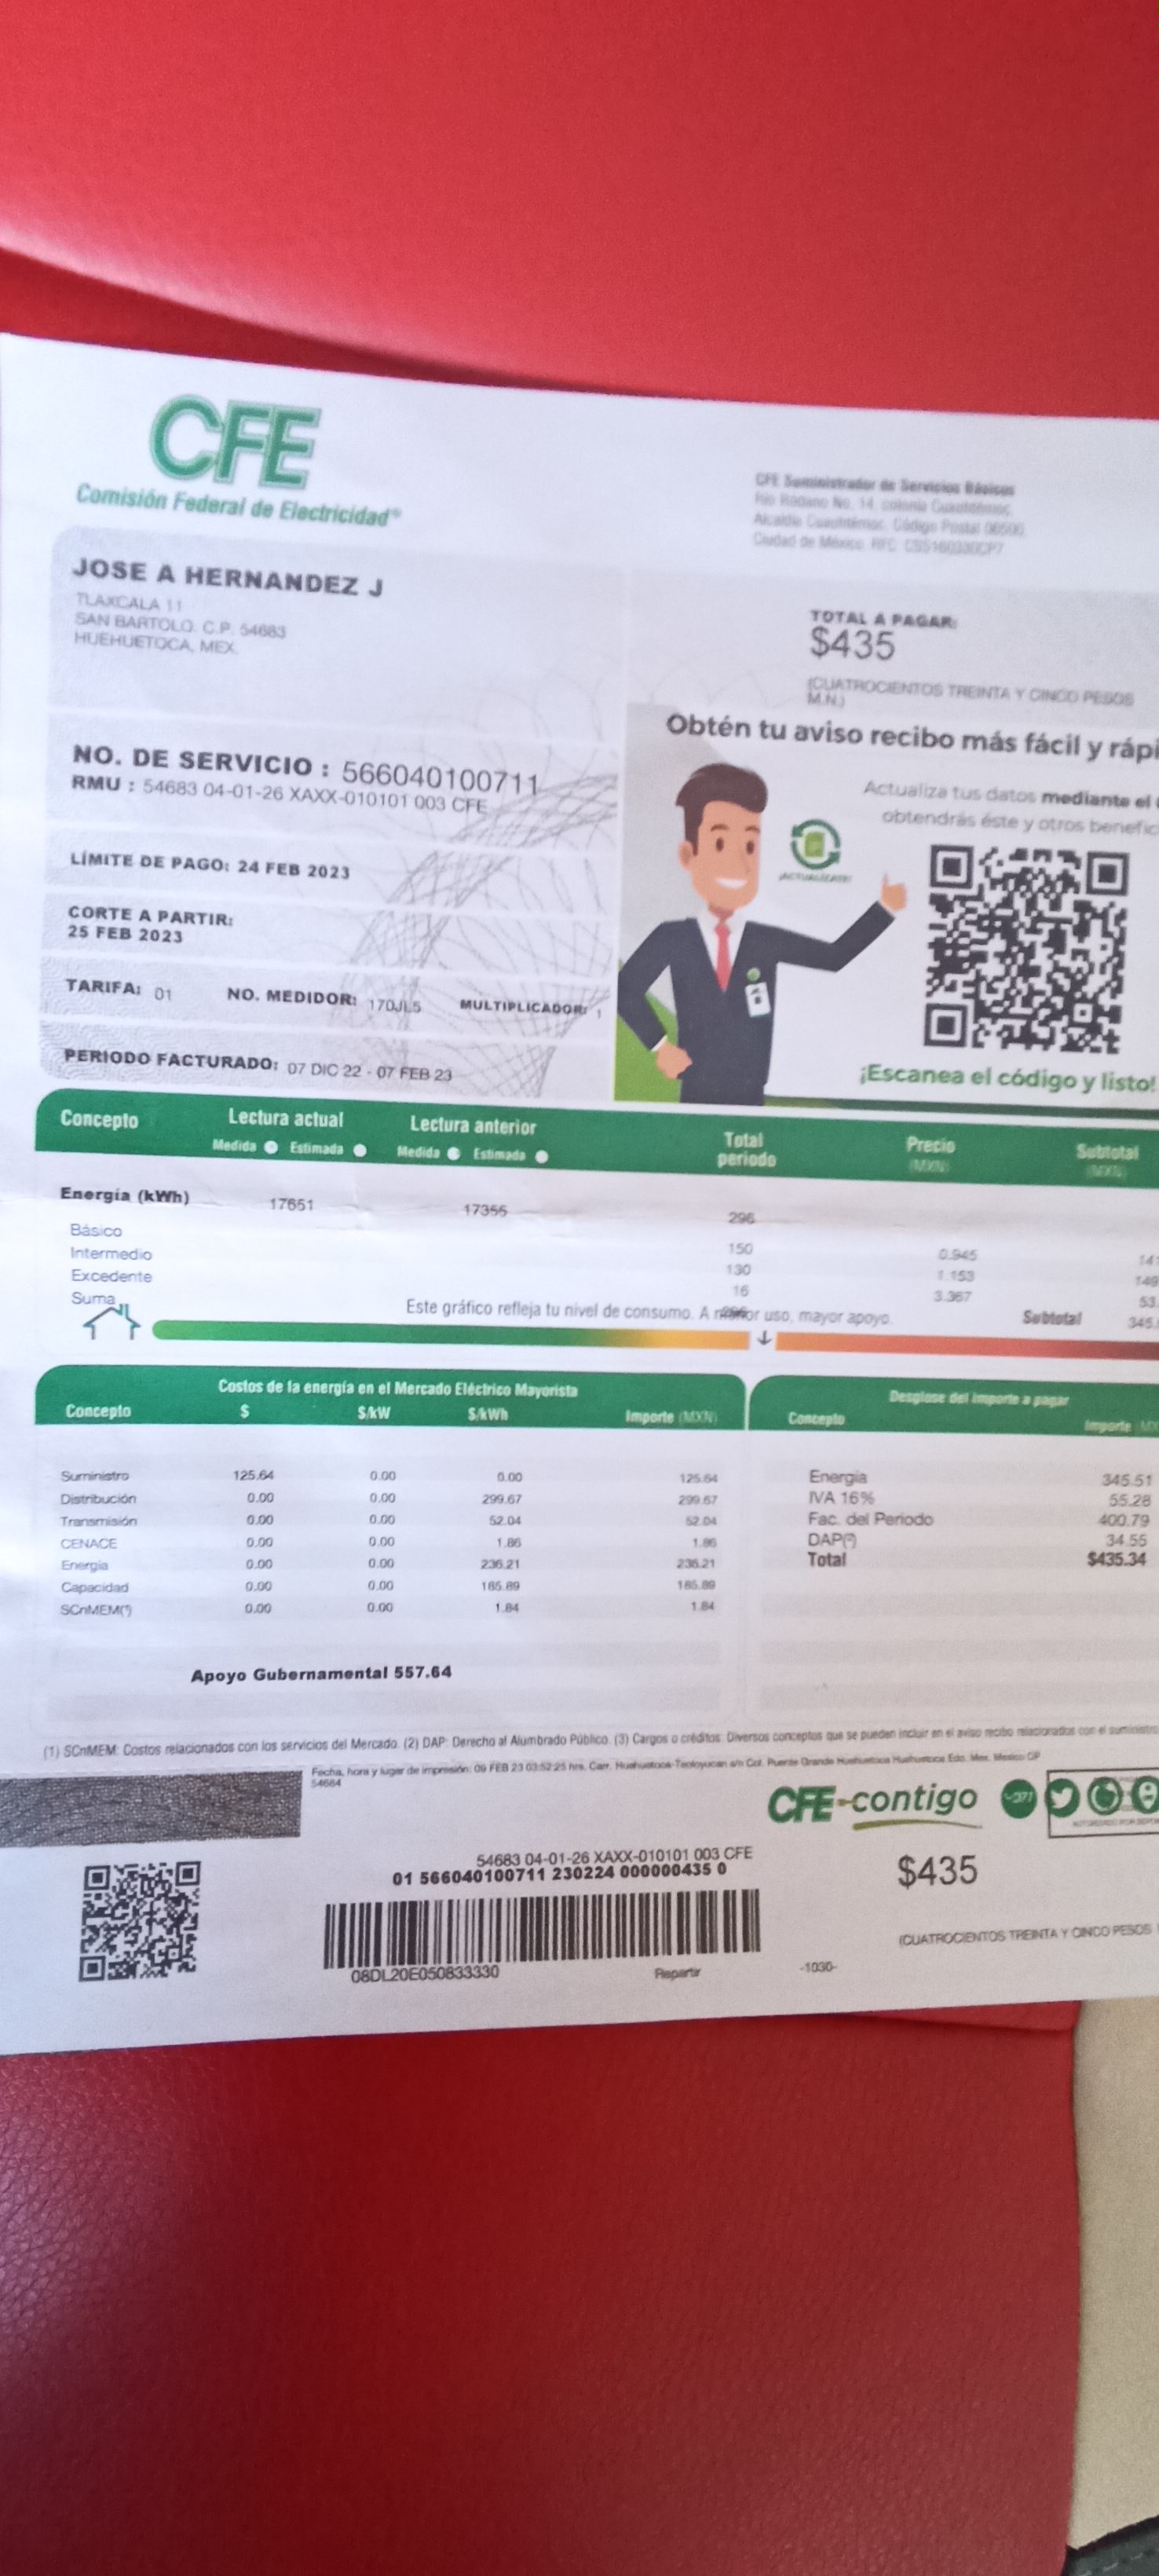 CFE
Comisión Federal de Electricidad®
CFE Suministrador de Servicios Básicos
Río Ródano No. 14, colonia Cuauhtémoc,
Alcaldía Cuauhtémoc, Código Postal 06500,
Ciudad de México. RFC: CSS160330CP7
JOSE A HERNANDEZ J
TLAXCALA 11
SAN BARTOLO. C.P. 54683
HUEHUETOCA, MEX.
TOTAL A PAGAR:
$435
(CUATROCIENTOS TREINTA Y CINCO PESOS
M.N.)
NO. DE SERVICIO : 566040100711
RMU : 54683 04-01-26 XAXX-010101 003 CFE
LÍMITE DE PAGO: 24 FEB 2023
CORTE A PARTIR:
25 FEB 2023
TARIFA: 01 NO. MEDIDOR: 170JL5 MULTIPLICADOR: 1
PERIODO FACTURADO: 07 DIC 22 - 07 FEB 23
Obtén tu aviso recibo más fácil y rápi
Actualiza tus datos mediante el
obtendrás éste y otros benefic
¡ACTUALÍZATE!
¡Escanea el código y listo!
Concepto Lectura actual Lectura anterior Total periodo Precio (MXN) Subtotal (MXN)
Medida Estimada Medida Estimada
Energía (kWh) 17651 17355 296
Básico 150 0.945 141
Intermedio 130 1.153 149
Excedente 16 3.367 53.
Suma Subtotal 345.
Este gráfico refleja tu nivel de consumo. A menor uso, mayor apoyo.
Costos de la energía en el Mercado Eléctrico Mayorista
Concepto $ $/kW $/kWh Importe (MXN)
Suministro 125.64 0.00 0.00 125.64
Distribución 0.00 0.00 299.67 299.67
Transmisión 0.00 0.00 52.04 52.04
CENACE 0.00 0.00 1.86 1.86
Energía 0.00 0.00 236.21 236.21
Capacidad 0.00 0.00 185.89 185.89
SCnMEM(¹) 0.00 0.00 1.84 1.84
Apoyo Gubernamental 557.64
Desglose del importe a pagar
Concepto Importe
Energía 345.51
IVA 16% 55.28
Fac. del Periodo 400.79
DAP(²) 34.55
Total $435.34
(1) SCnMEM: Costos relacionados con los servicios del Mercado. (2) DAP: Derecho al Alumbrado Público. (3) Cargos o créditos: Diversos conceptos que se pueden incluir en el aviso recibo relacionados con el suministro
Fecha, hora y lugar de impresión: 09 FEB 23 03:52:25 hrs. Carr. Huehuetoca-Teoloyucan s/n Col. Puente Grande Huehuetoca Huehuetoca Edo. Mex. Mexico CP
54684
CFE contigo
071
54683 04-01-26 XAXX-010101 003 CFE
01 566040100711 230224 000000435 0
$435
(CUATROCIENTOS TREINTA Y CINCO PESOS
08DL20E050833330 Repartir -1030-